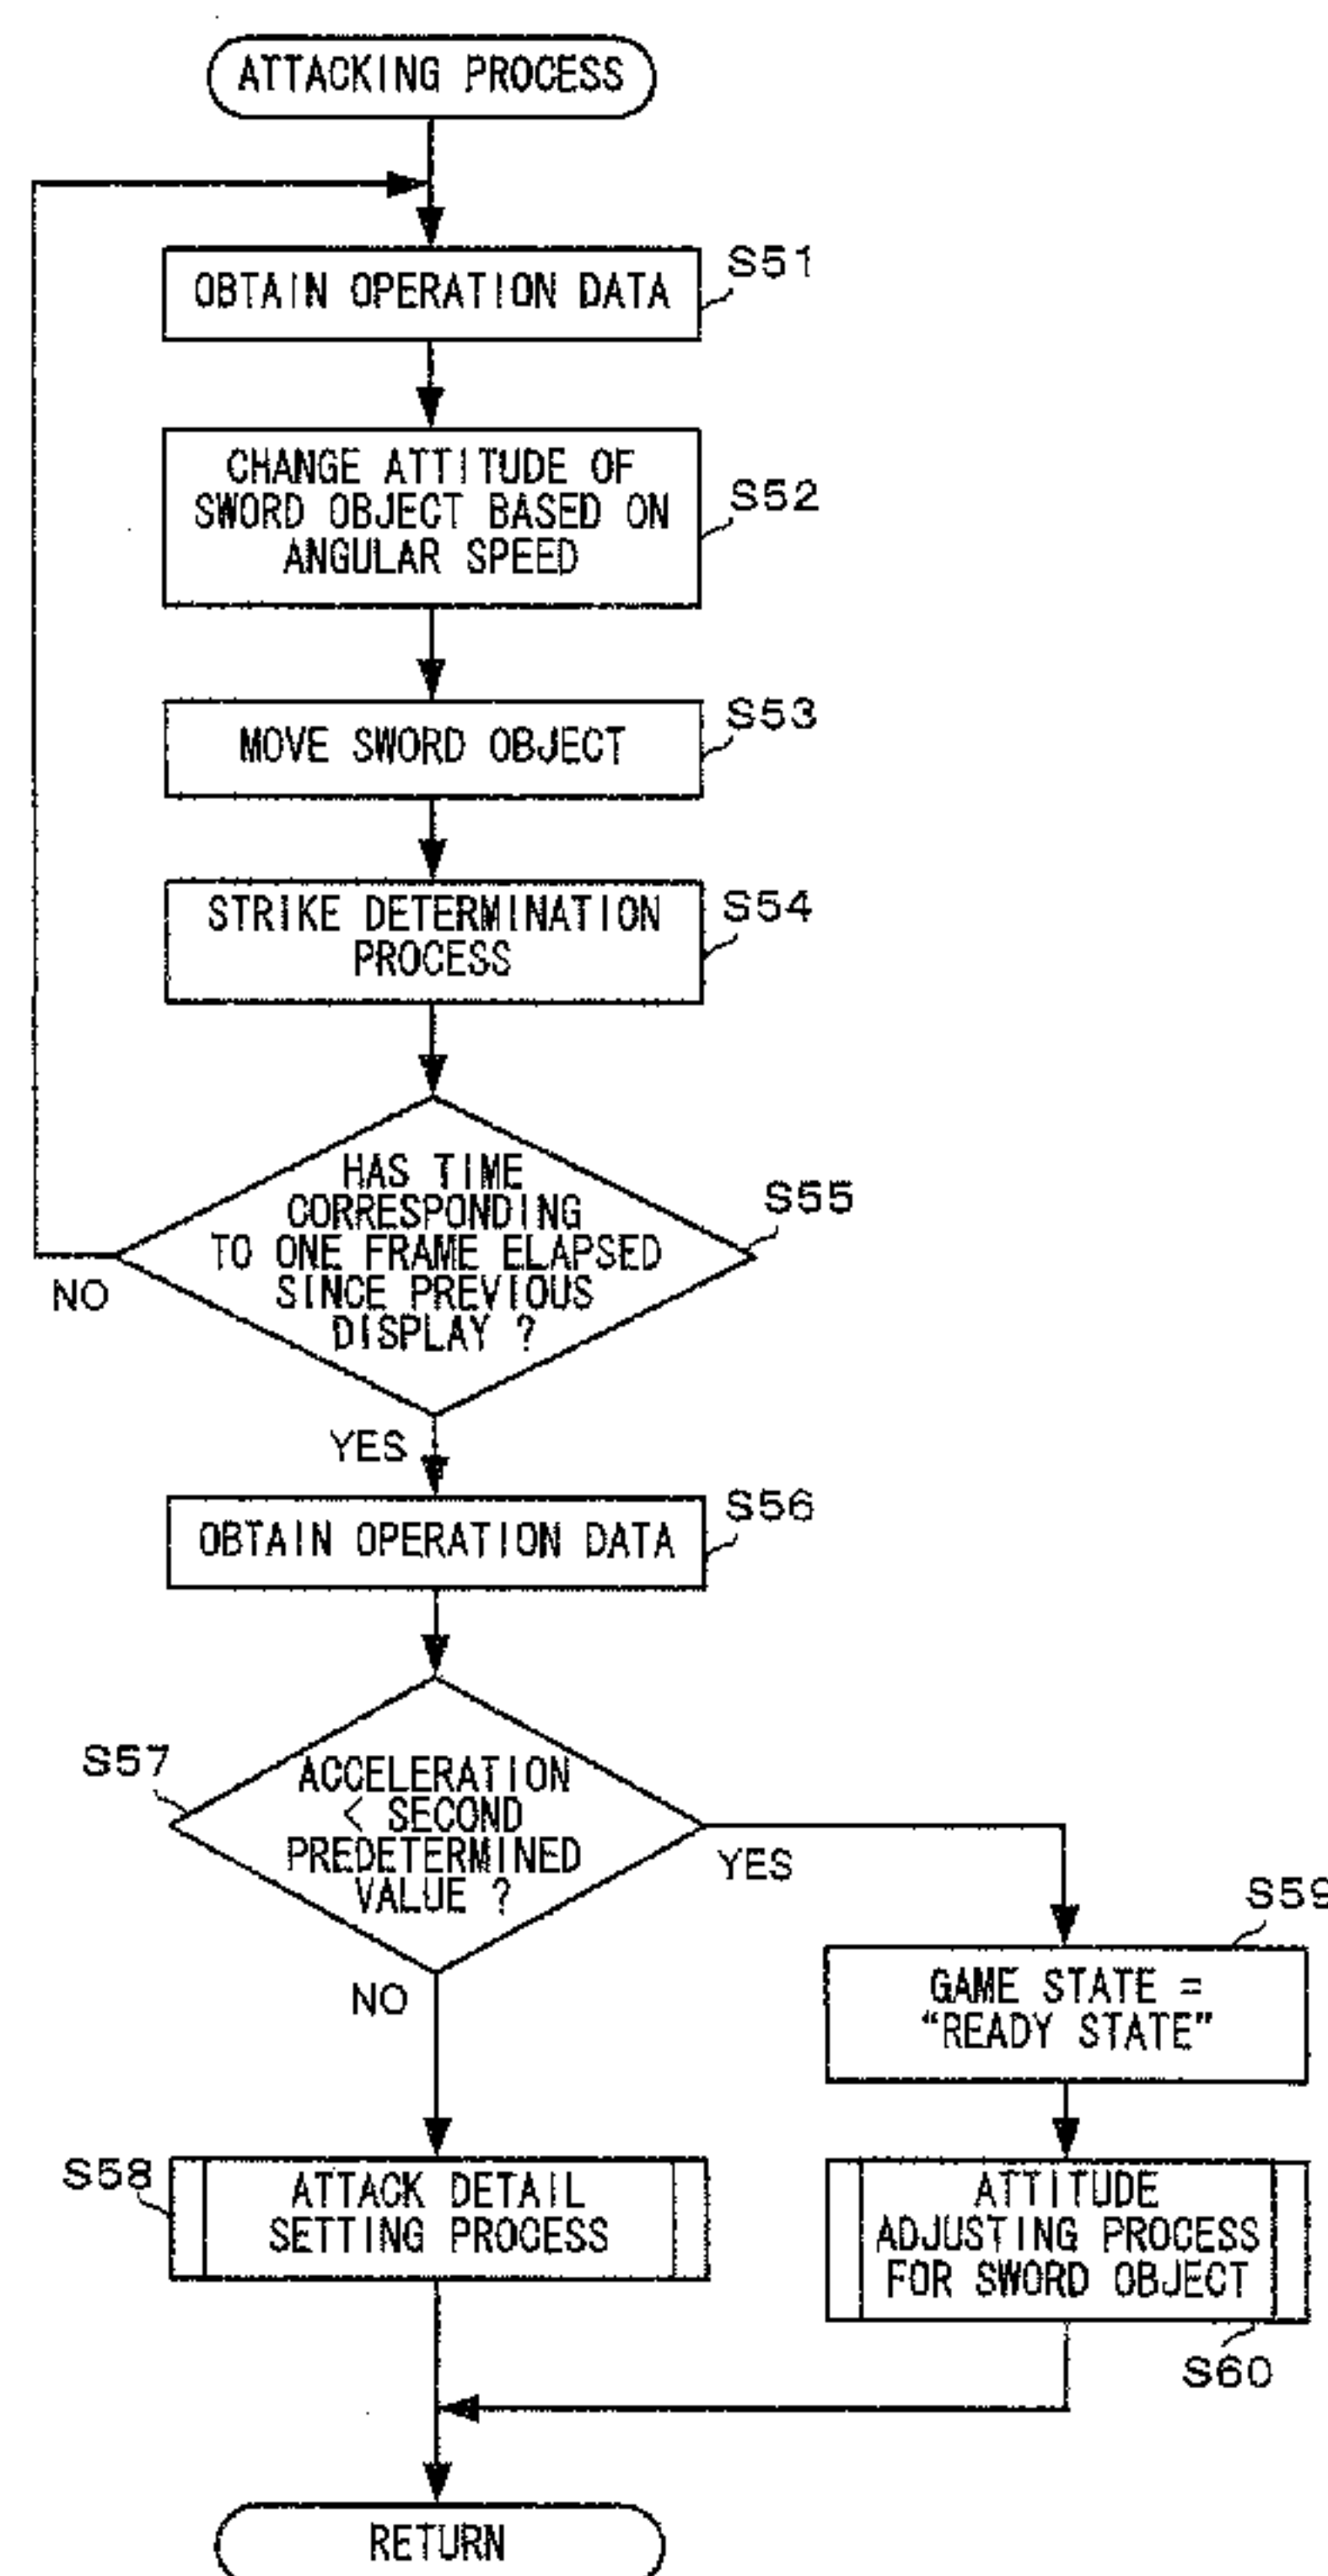 ATTACKING PROCESS
OBTAIN OPERATION DATA
S51
CHANGE ATTITUDE OF
SWORD OBJECT BASED ON
ANGULAR SPEED
S52
MOVE SWORD OBJECT
S53
STRIKE DETERMINATION
PROCESS
S54
HAS TIME
CORRESPONDING
TO ONE FRAME ELAPSED
SINCE PREVIOUS
DISPLAY ?
S55
NO
YES
OBTAIN OPERATION DATA
S56
S57
ACCELERATION
< SECOND
PREDETERMINED
VALUE ?
YES
NO
S59
GAME STATE =
“READY STATE”
S58
ATTACK DETAIL
SETTING PROCESS
ATTITUDE
ADJUSTING PROCESS
FOR SWORD OBJECT
S60
RETURN